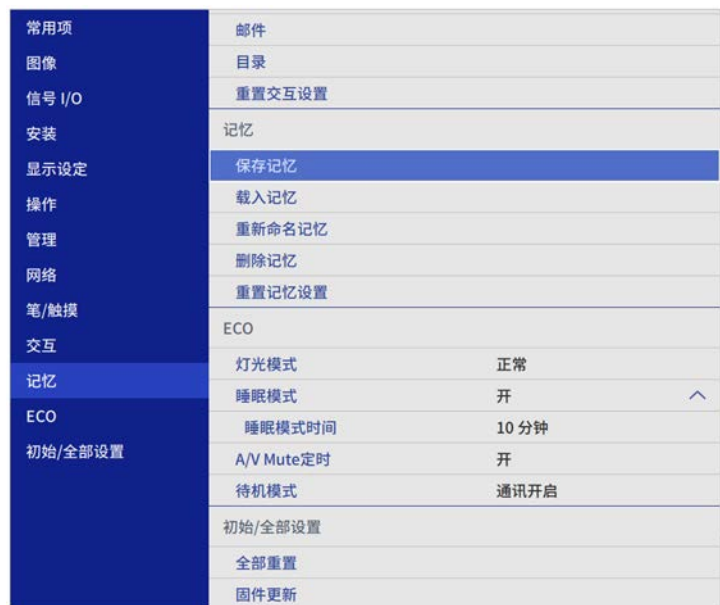 常用项
图像
信号 I/O
安装
显示设定
操作
管理
网络
笔/触摸
交互
记忆
ECO
初始/全部设置
邮件
目录
重置交互设置
记忆
保存记忆
载入记忆
重新命名记忆
删除记忆
重置记忆设置
ECO
灯光模式 正常
睡眠模式 开
睡眠模式时间 10 分钟
A/V Mute定时 开
待机模式 通讯开启
初始/全部设置
全部重置
固件更新